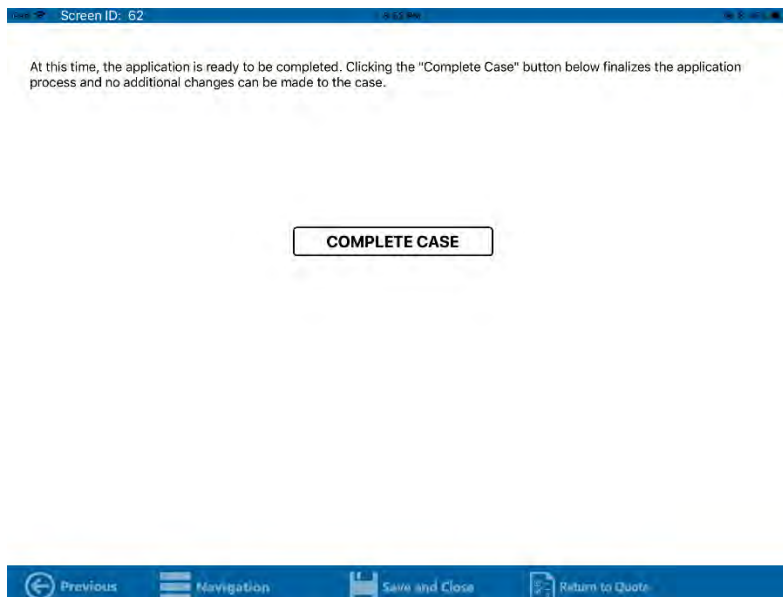 Screen ID: 62
At this time, the application is ready to be completed. Clicking the "Complete Case" button below finalizes the application
process and no additional changes can be made to the case.
COMPLETE CASE
Previous Navigation Save and Close Return to Quote